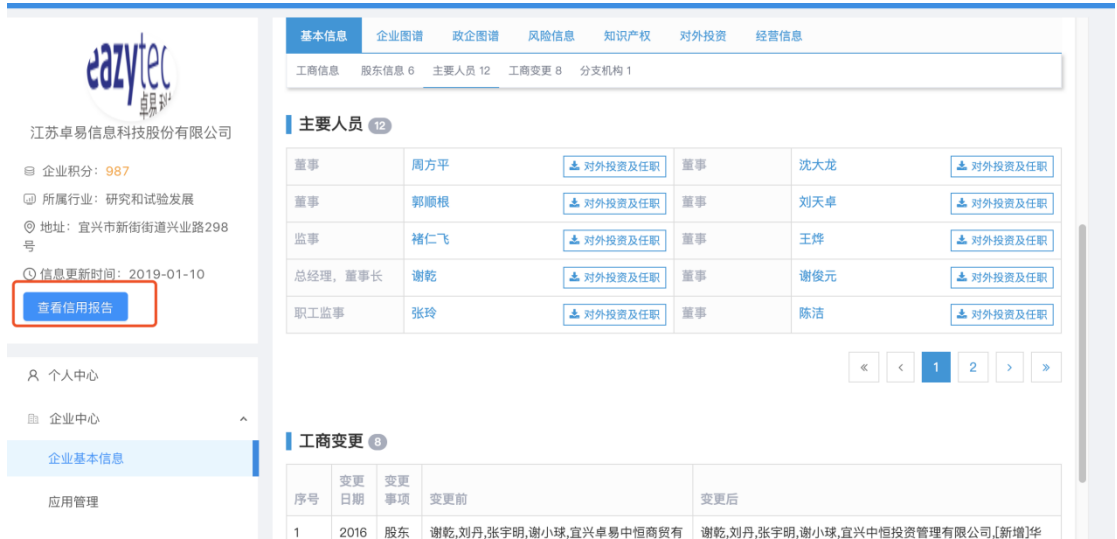 eazytec
卓易科
江苏卓易信息科技股份有限公司
企业积分：987
所属行业：研究和试验发展
地址：宜兴市新街街道兴业路298
号
信息更新时间：2019-01-10
查看信用报告
个人中心
企业中心
企业基本信息
应用管理
基本信息 企业图谱 政企图谱 风险信息 知识产权 对外投资 经营信息
工商信息 股东信息 6 主要人员 12 工商变更 8 分支机构 1
主要人员 12
董事 周方平 对外投资及任职 董事 沈大龙 对外投资及任职
董事 郭顺根 对外投资及任职 董事 刘天卓 对外投资及任职
监事 褚仁飞 对外投资及任职 董事 王烨 对外投资及任职
总经理，董事长 谢乾 对外投资及任职 董事 谢俊元 对外投资及任职
职工监事 张玲 对外投资及任职 董事 陈洁 对外投资及任职
« < 1 2 > »
工商变更 8
序号 变更日期 变更事项 变更前 变更后
1 2016 股东 谢乾,刘丹,张宇明,谢小球,宜兴卓易中恒商贸有 谢乾,刘丹,张宇明,谢小球,宜兴中恒投资管理有限公司,[新增]华